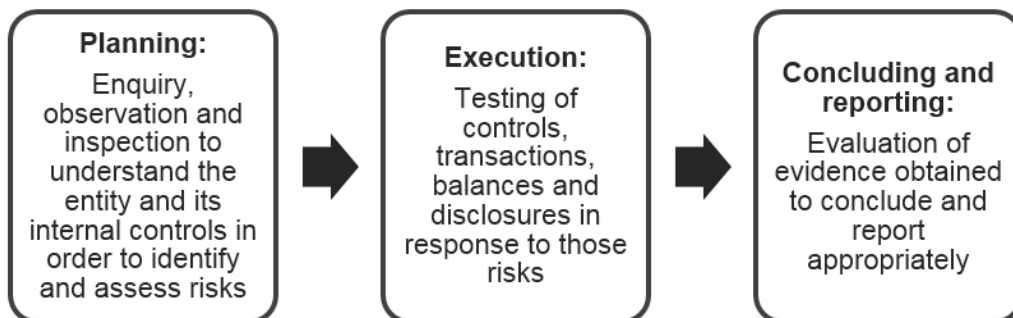 Planning:
Enquiry,
observation and
inspection to
understand the
entity and its
internal controls in
order to identify
and assess risks
Execution:
Testing of
controls,
transactions,
balances and
disclosures in
response to those
risks
Concluding and
reporting:
Evaluation of
evidence obtained
to conclude and
report
appropriately